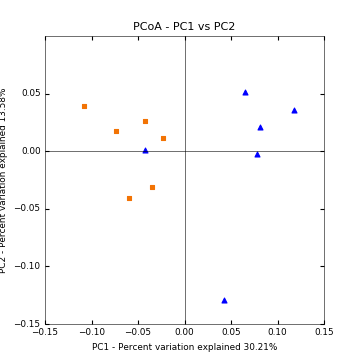 PCoA - PC1 vs PC2
PC2 - Percent variation explained 13.58%
0.05
0.00
−0.05
−0.10
−0.15
−0.15 −0.10 −0.05 0.00 0.05 0.10 0.15
PC1 - Percent variation explained 30.21%